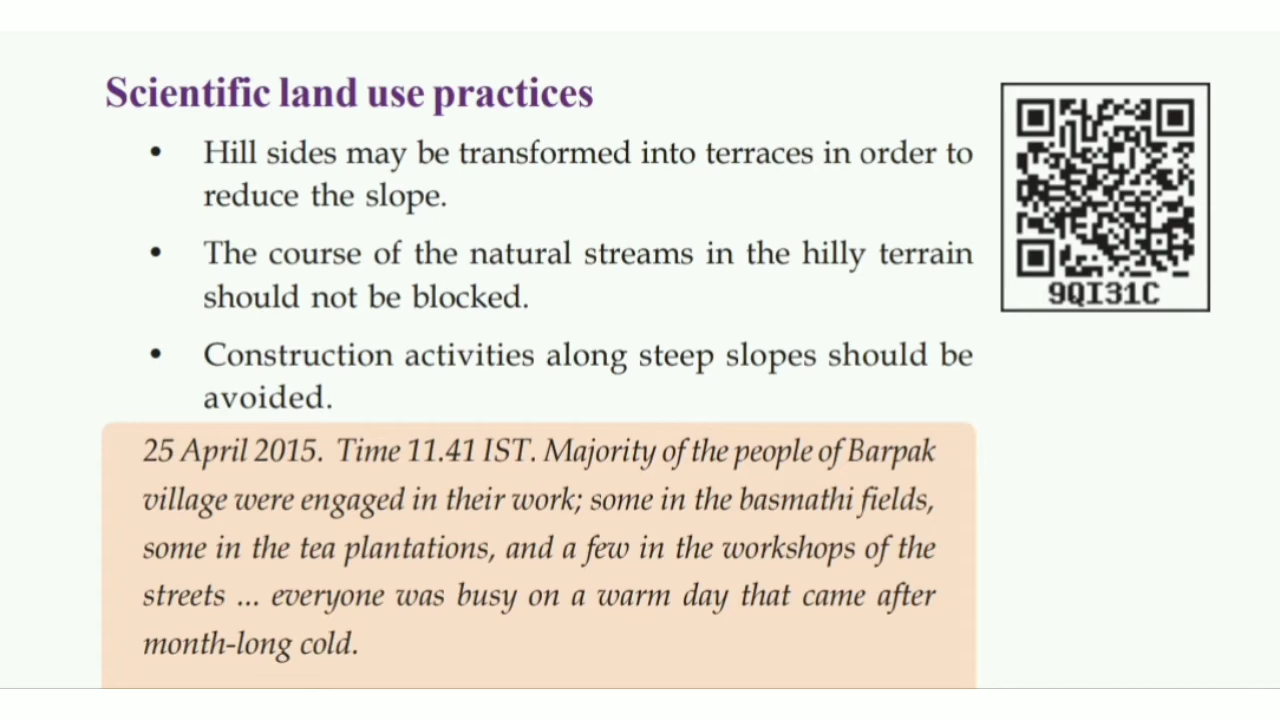 Scientific land use practices
• Hill sides may be transformed into terraces in order to
reduce the slope.
• The course of the natural streams in the hilly terrain
should not be blocked.
• Construction activities along steep slopes should be
avoided.
9QI31C
25 April 2015. Time 11.41 IST. Majority of the people of Barpak
village were engaged in their work; some in the basmathi fields,
some in the tea plantations, and a few in the workshops of the
streets ... everyone was busy on a warm day that came after
month-long cold.